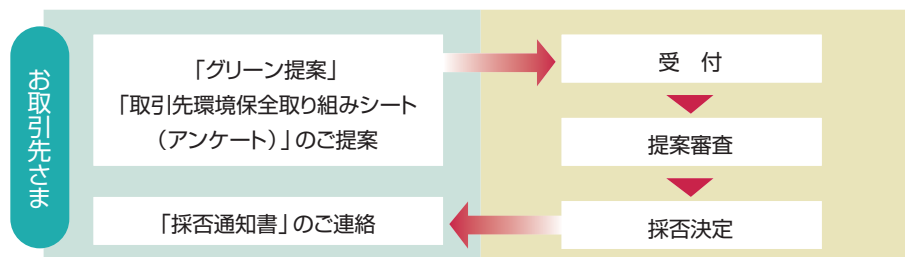 お取引先さま
「グリーン提案」
「取引先環境保全取り組みシート
（アンケート）」のご提案
受　付
提案審査
採否決定
「採否通知書」のご連絡